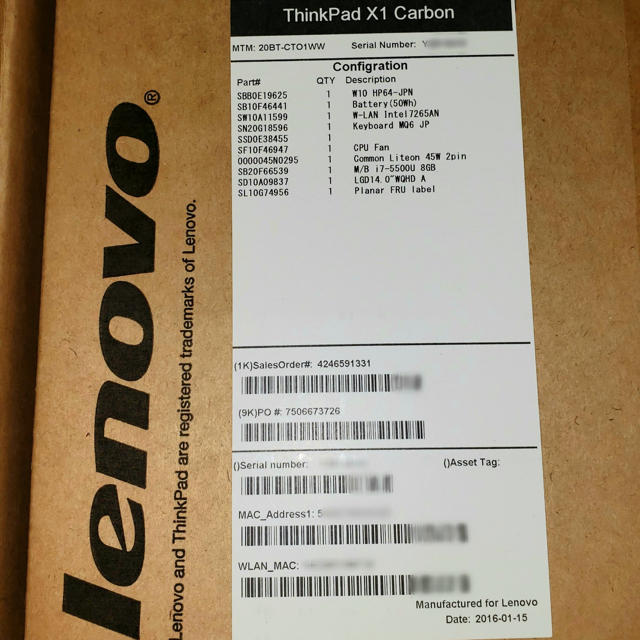 lenovo®
Lenovo and ThinkPad are registered trademarks of Lenovo.
ThinkPad X1 Carbon
MTM: 20BT-CTO1WW Serial Number:
Configration
Part# QTY Description
SBB0E19625 1 W10 HP64-JPN
SB10F46441 1 Battery(50Wh)
SW10A11599 1 W-LAN Intel7265AN
SN20G18596 1 Keyboard MQ6 JP
SSD0E38455 1
SF10F46947 1 CPU Fan
0000045N0295 1 Common Liteon 45W 2pin
SB20F66539 1 M/B i7-5500U 8GB
SD10A09837 1 LGD14.0"WQHD A
SL10G74956 1 Planar FRU label
(1K)SalesOrder#: 4246591331
(9K)PO #: 7506673726
()Serial number: ()Asset Tag:
MAC_Address1: 5
WLAN_MAC:
Manufactured for Lenovo
Date: 2016-01-15